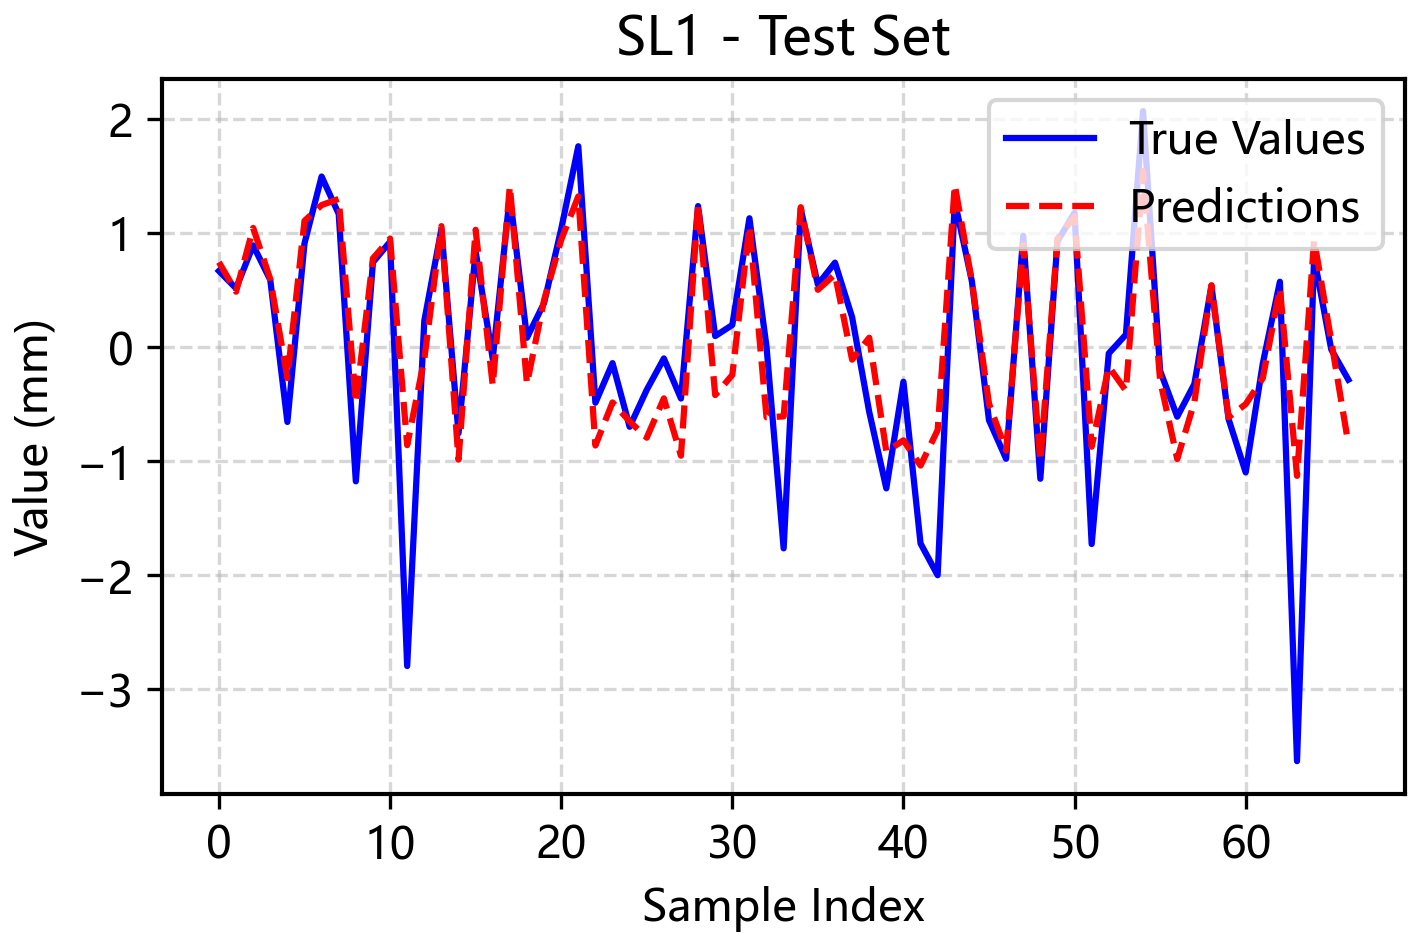 SL1 - Test Set
True Values
Predictions
Value (mm)
2
1
0
−1
−2
−3
0 10 20 30 40 50 60
Sample Index